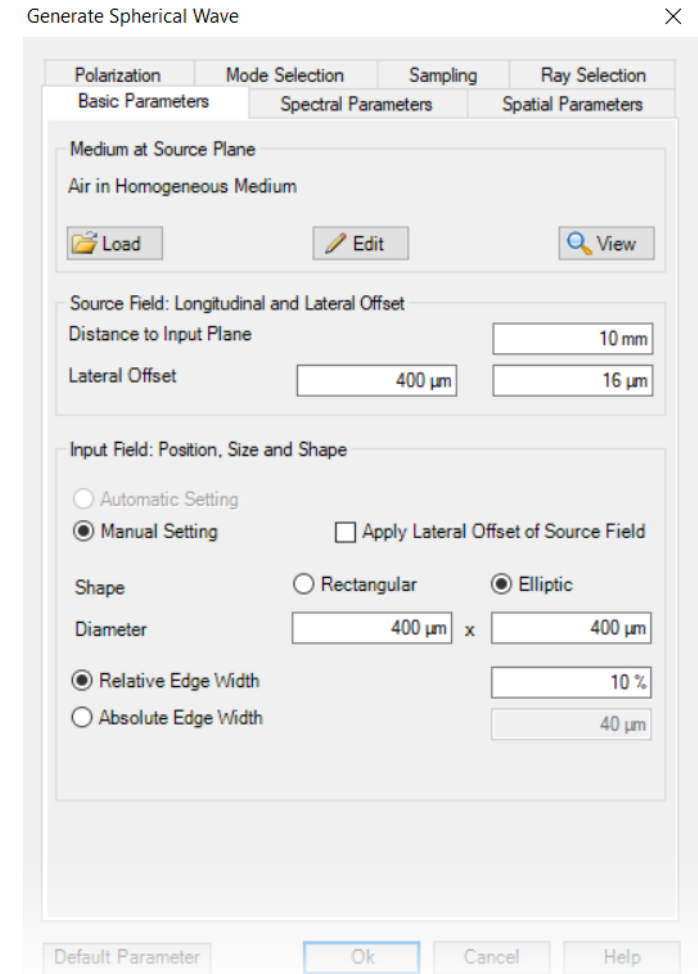 Generate Spherical Wave
Polarization Mode Selection Sampling Ray Selection
Basic Parameters Spectral Parameters Spatial Parameters
Medium at Source Plane
Air in Homogeneous Medium
Load Edit View
Source Field: Longitudinal and Lateral Offset
Distance to Input Plane 10 mm
Lateral Offset 400 µm 16 µm
Input Field: Position, Size and Shape
Automatic Setting
Manual Setting Apply Lateral Offset of Source Field
Shape Rectangular Elliptic
Diameter 400 µm x 400 µm
Relative Edge Width 10 %
Absolute Edge Width 40 µm
Default Parameter Ok Cancel Help